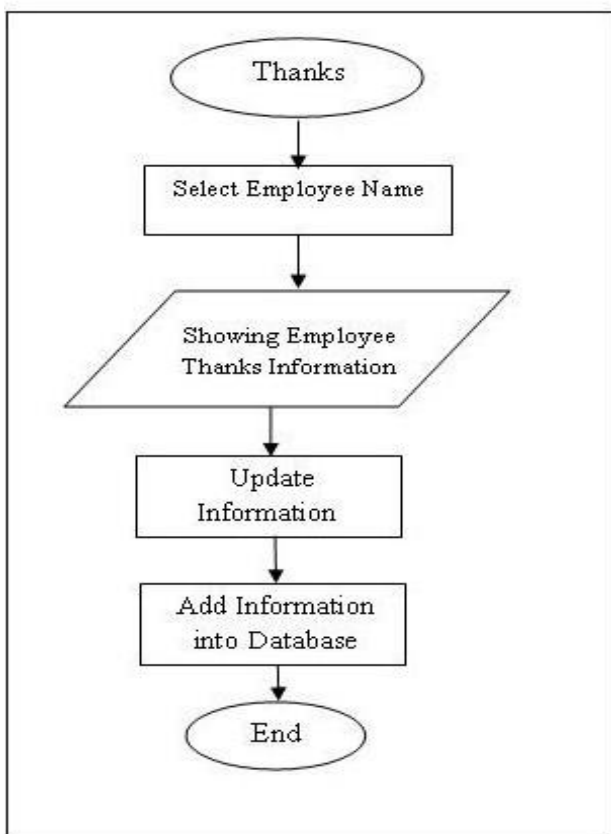 Thanks
Select Employee Name
Showing Employee
Thanks Information
Update
Information
Add Information
into Database
End